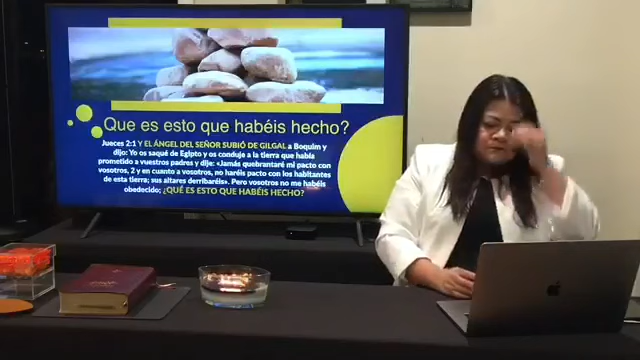 Que es esto que habéis hecho?
Jueces 2:1 Y EL ÁNGEL DEL SEÑOR SUBIÓ DE GILGAL a Boquim y
dijo: Yo os saqué de Egipto y os conduje a la tierra que había
prometido a vuestros padres y dije: «Jamás quebrantaré mi pacto con
vosotros, 2 y en cuanto a vosotros, no haréis pacto con los habitantes
de esta tierra; sus altares derribaréis». Pero vosotros no me habéis
obedecido; ¿QUÉ ES ESTO QUE HABÉIS HECHO?